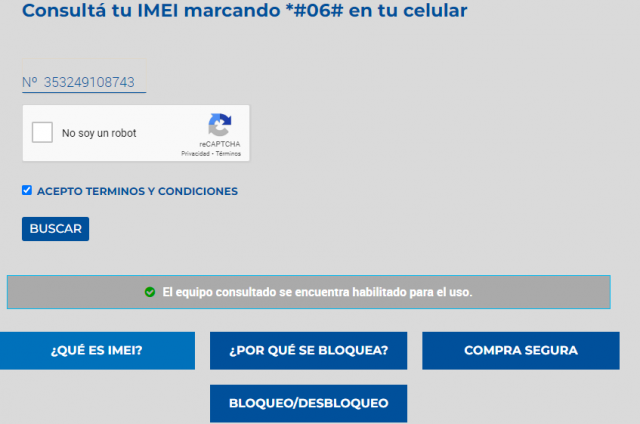 Consultá tu IMEI marcando *#06# en tu celular
Nº 353249108743
No soy un robot
reCAPTCHA
Privacidad - Términos
ACEPTO TERMINOS Y CONDICIONES
BUSCAR
El equipo consultado se encuentra habilitado para el uso.
¿QUÉ ES IMEI?
¿POR QUÉ SE BLOQUEA?
COMPRA SEGURA
BLOQUEO/DESBLOQUEO